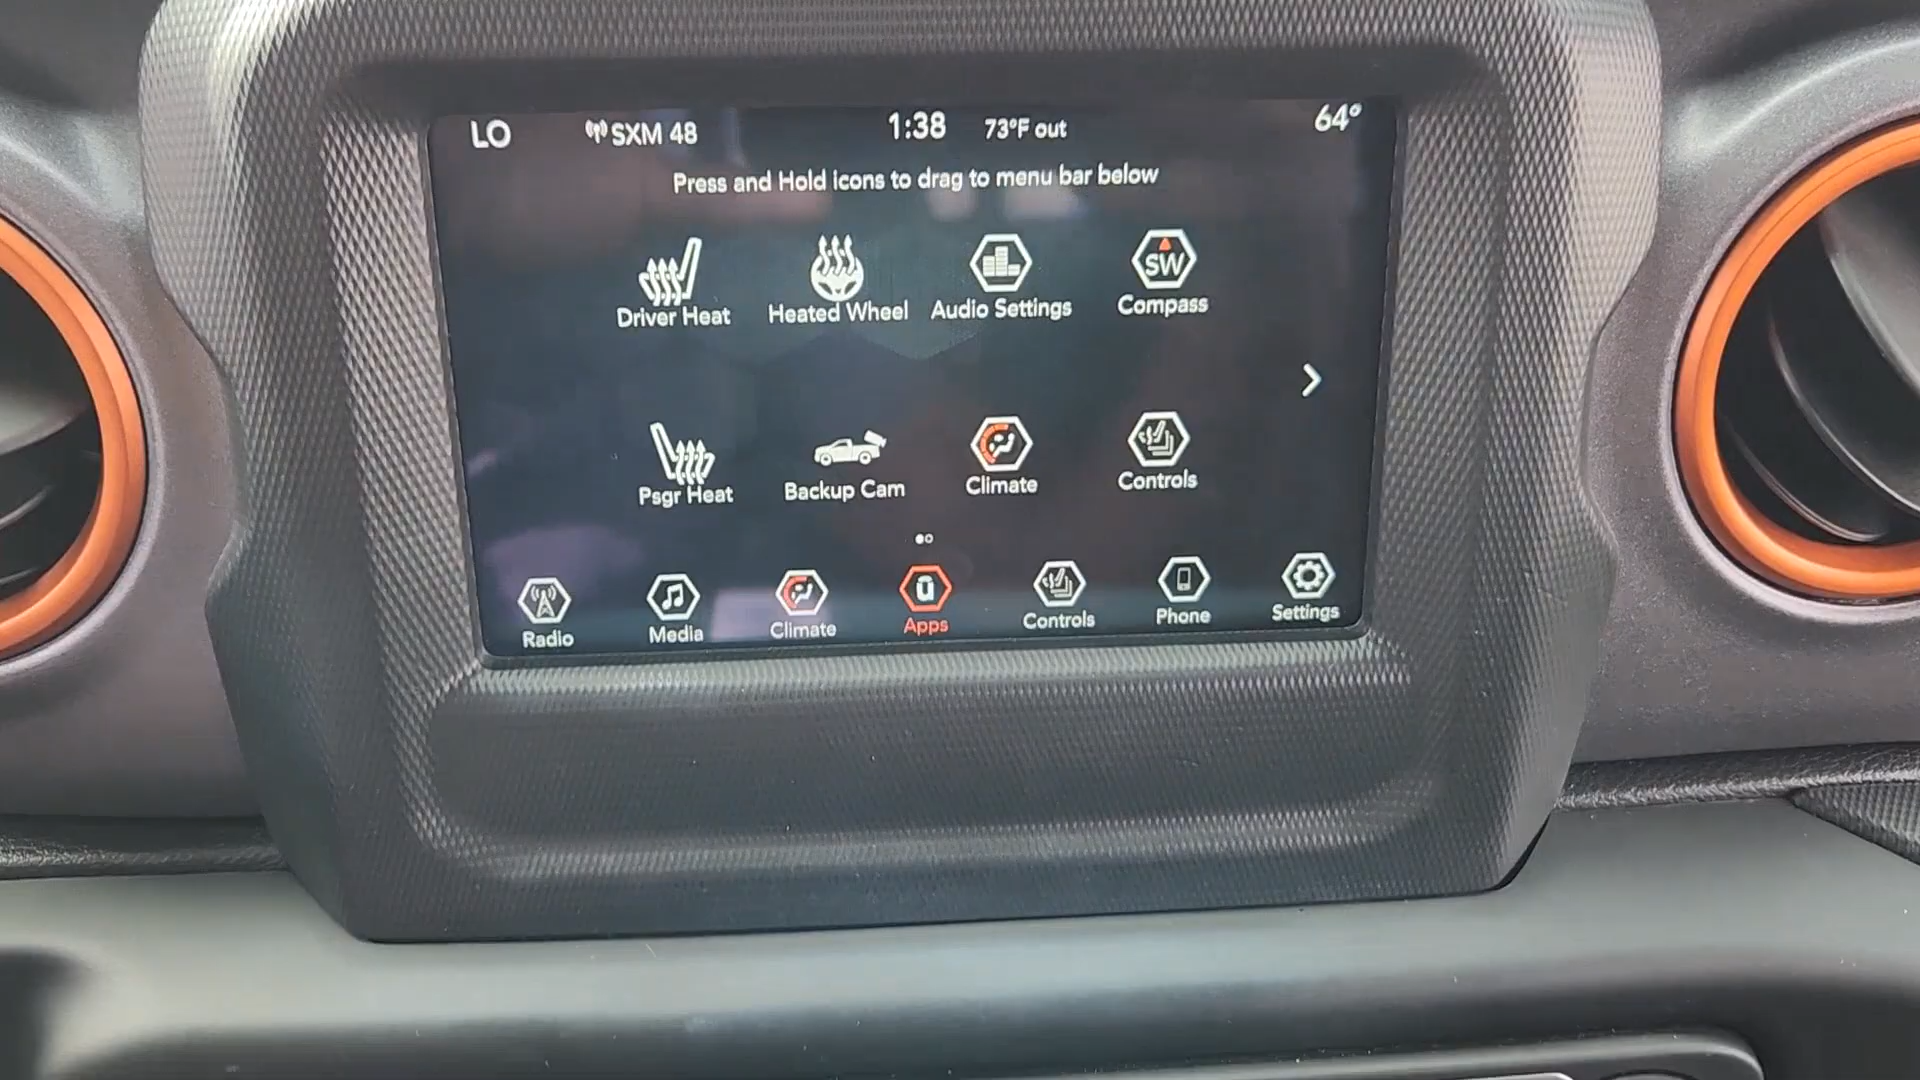 LO SXM 48 1:38 73°F out 64°
Press and Hold icons to drag to menu bar below
SW
Driver Heat Heated Wheel Audio Settings Compass
Psgr Heat Backup Cam Climate Controls
Radio Media Climate Apps Controls Phone Settings